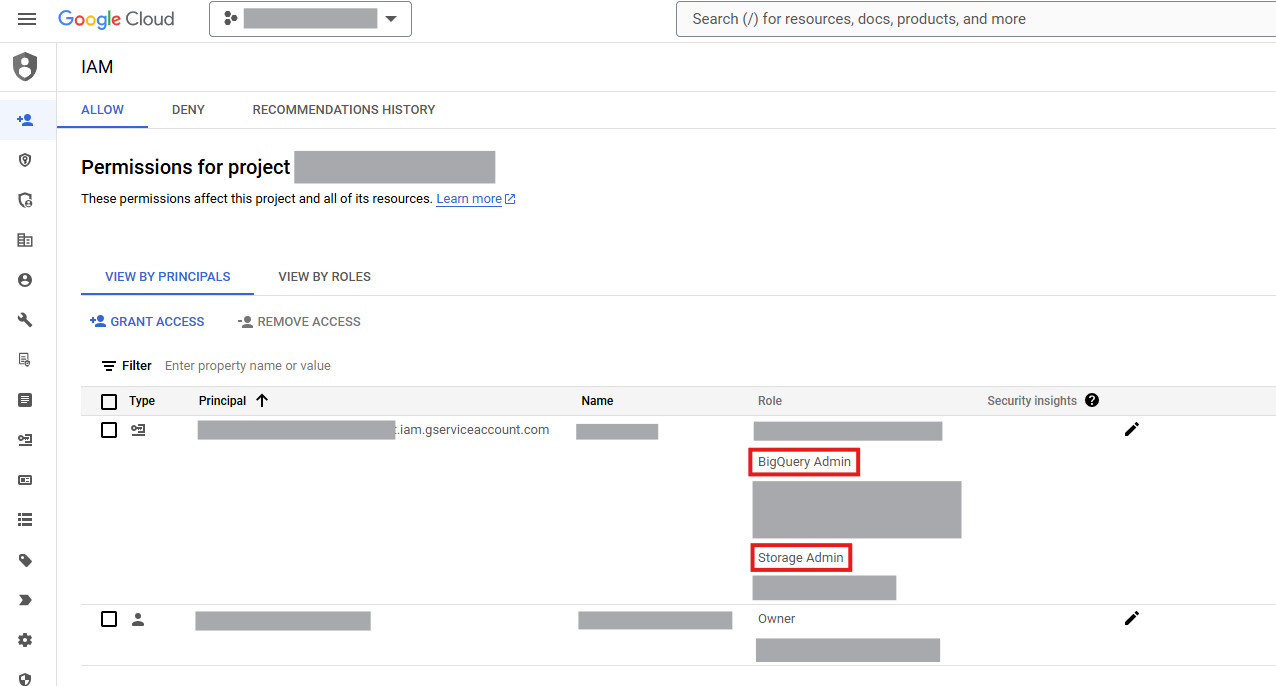 Google Cloud
Search (/) for resources, docs, products, and more
IAM
ALLOW DENY RECOMMENDATIONS HISTORY
Permissions for project
These permissions affect this project and all of its resources. Learn more
VIEW BY PRINCIPALS VIEW BY ROLES
GRANT ACCESS REMOVE ACCESS
Filter Enter property name or value
Type Principal Name Role Security insights
.iam.gserviceaccount.com
BigQuery Admin
Storage Admin
Owner